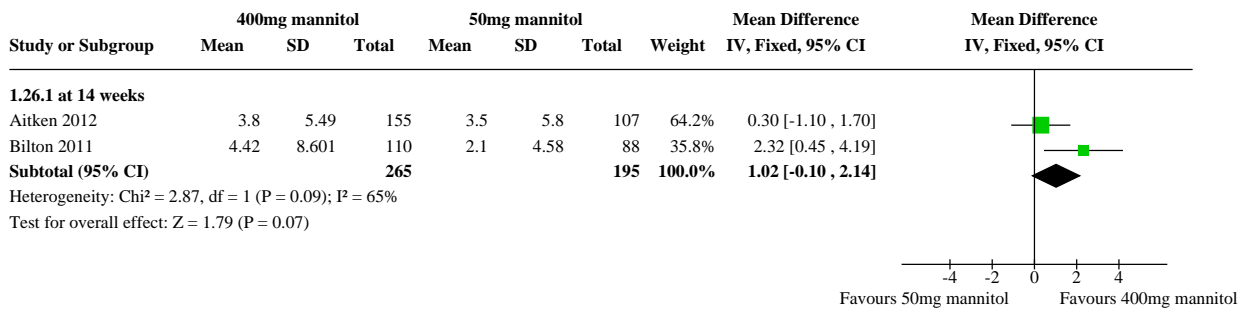 400mg mannitol 50mg mannitol Mean Difference Mean Difference
Study or Subgroup Mean SD Total Mean SD Total Weight IV, Fixed, 95% CI IV, Fixed, 95% CI
1.26.1 at 14 weeks
Aitken 2012 3.8 5.49 155 3.5 5.8 107 64.2% 0.30 [-1.10 , 1.70]
Bilton 2011 4.42 8.601 110 2.1 4.58 88 35.8% 2.32 [0.45 , 4.19]
Subtotal (95% CI) 265 195 100.0% 1.02 [-0.10 , 2.14]
Heterogeneity: Chi² = 2.87, df = 1 (P = 0.09); I² = 65%
Test for overall effect: Z = 1.79 (P = 0.07)
-4 -2 0 2 4
Favours 50mg mannitol Favours 400mg mannitol